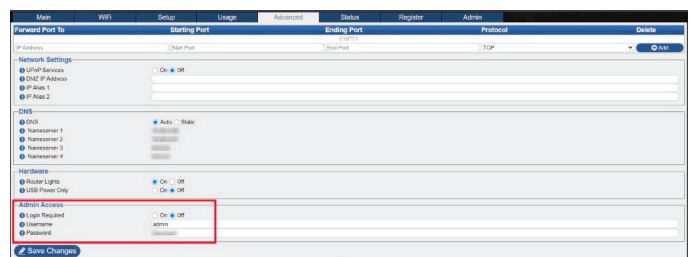 Main WiFi Setup Usage Advanced Status Register Admin
Forward Port To Starting Port Ending Port Protocol Delete
EMPTY
IP Address Start Port End Port TCP Add
Network Settings
UPnP Services On Off
DMZ IP Address
IP Alias 1
IP Alias 2
DNS
DNS Auto Static
Nameserver 1
Nameserver 2
Nameserver 3
Nameserver 4
Hardware
Router Lights On Off
USB Power Only On Off
Admin Access
Login Required On Off
Username admin
Password
Save Changes